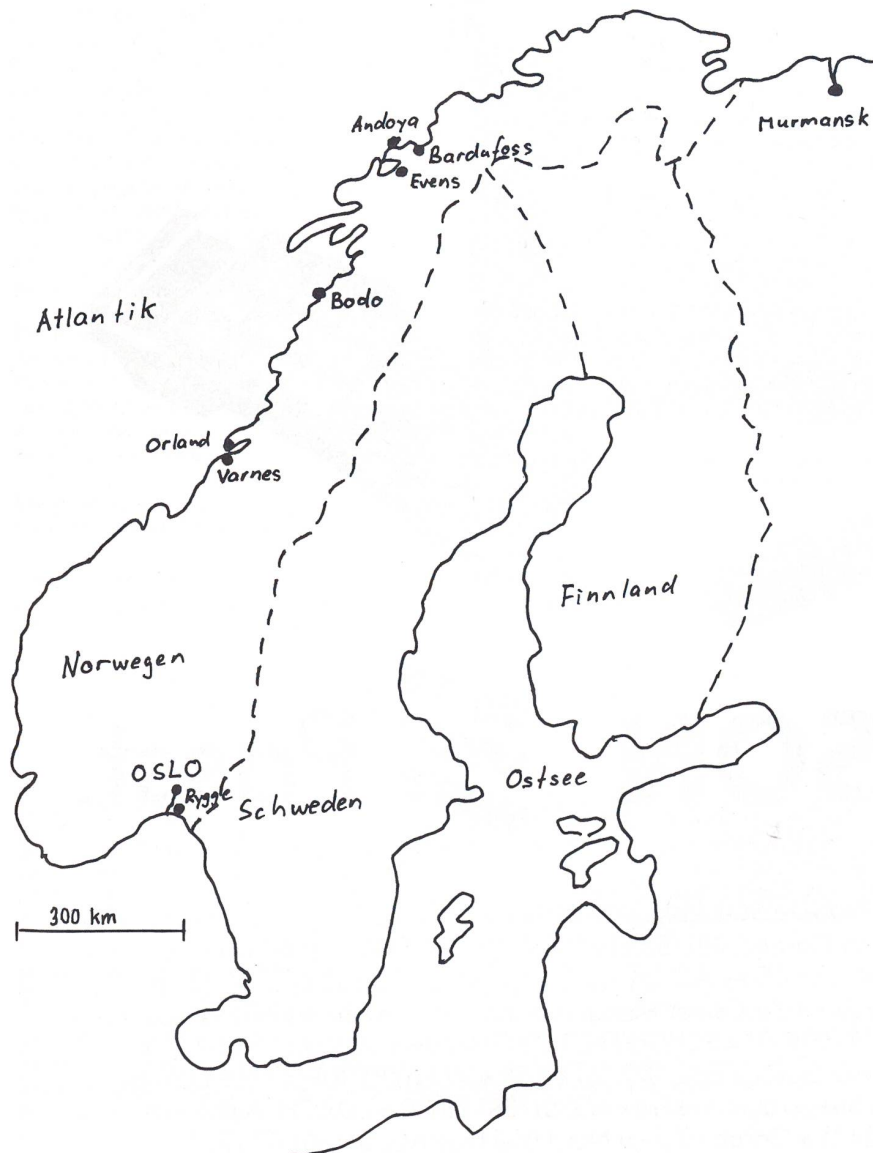 Murmansk
Andoya
Bardufoss
Evens
Bodo
Atlantik
Orland
Varnes
Finnland
Norwegen
OSLO
Rygge
Schweden
Ostsee
300 km